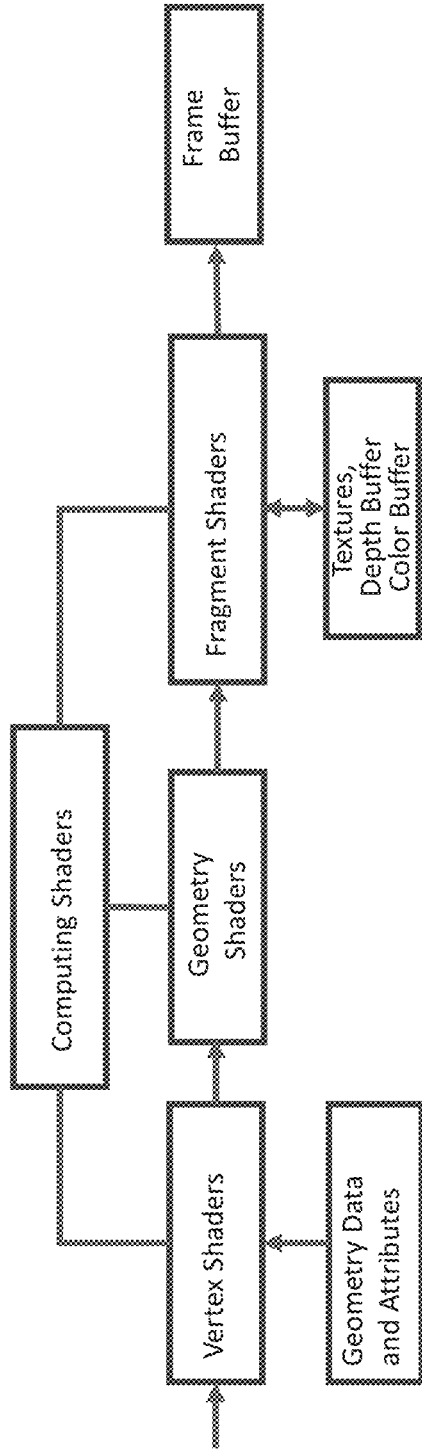 Computing Shaders
Vertex Shaders
Geometry
Shaders
Fragment Shaders
Frame
Buffer
Geometry Data
and Attributes
Textures,
Depth Buffer
Color Buffer